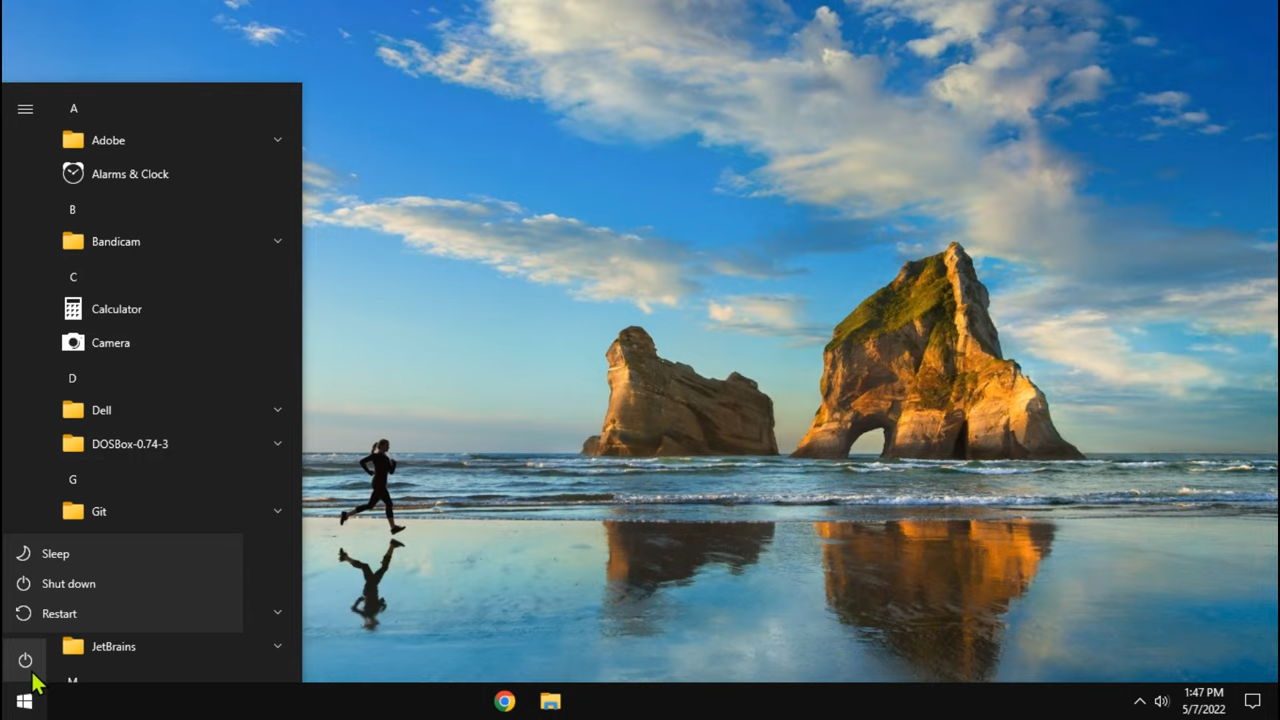 A
Adobe
Alarms & Clock
B
Bandicam
C
Calculator
Camera
D
Dell
DOSBox-0.74-3
G
Git
Sleep
Shut down
Restart
JetBrains
M
1:47 PM
5/7/2022